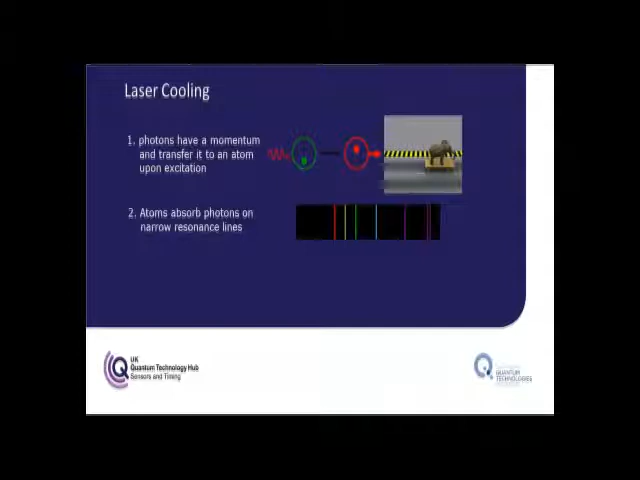 Laser Cooling
1. photons have a momentum
and transfer it to an atom
upon excitation
2. Atoms absorb photons on
narrow resonance lines
UK
Quantum Technology Hub
Sensors and Timing
QUANTUM
TECHNOLOGIES